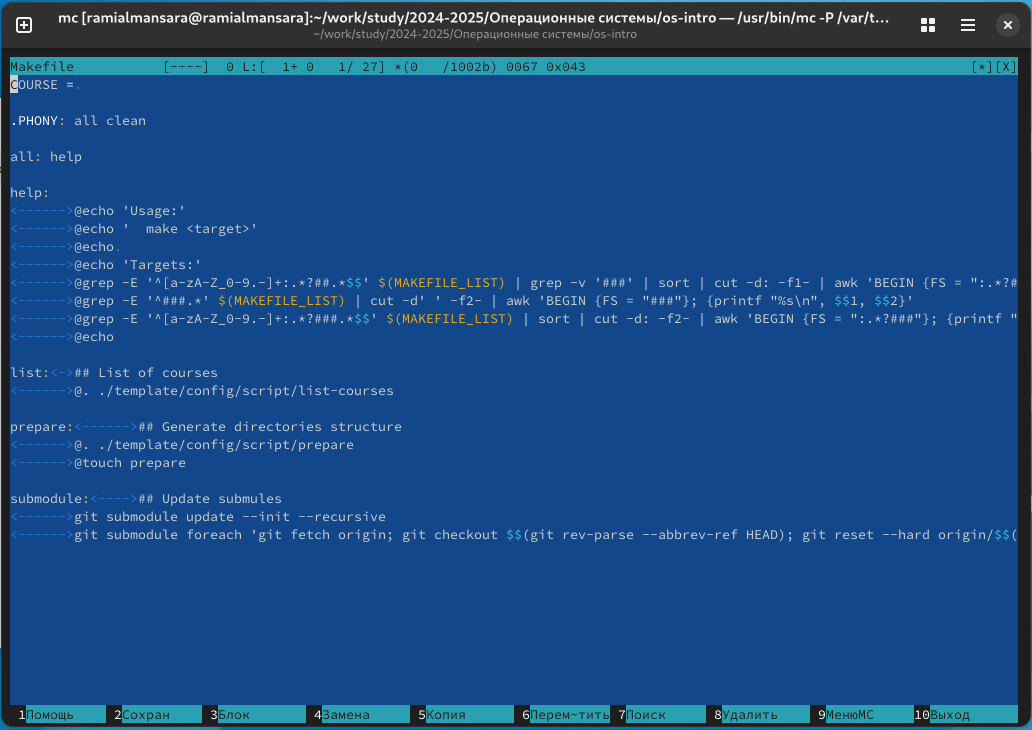 mc [ramialmansara@ramialmansara]:~/work/study/2024-2025/Операционные системы/os-intro — /usr/bin/mc -P /var/t…
~/work/study/2024-2025/Операционные системы/os-intro
Makefile [----] 0 L:[ 1+ 0 1/ 27] *(0 /1002b) 0067 0x043 [*][X]
COURSE =.
.PHONY: all clean
all: help
help:
<------>@echo 'Usage:'
<------>@echo '  make <target>'
<------>@echo.
<------>@echo 'Targets:'
<------>@grep -E '^[a-zA-Z_0-9.-]+:.*?##.*$$' $(MAKEFILE_LIST) | grep -v '###' | sort | cut -d: -f1- | awk 'BEGIN {FS = ":.*?#
<------>@grep -E '^###.*' $(MAKEFILE_LIST) | cut -d' ' -f2- | awk 'BEGIN {FS = "###"}; {printf "%s\n", $$1, $$2}'
<------>@grep -E '^[a-zA-Z_0-9.-]+:.*?###.*$$' $(MAKEFILE_LIST) | sort | cut -d: -f2- | awk 'BEGIN {FS = ":.*?###"}; {printf "
<------>@echo
list:<->## List of courses
<------>@. ./template/config/script/list-courses
prepare:<------>## Generate directories structure
<------>@. ./template/config/script/prepare
<------>@touch prepare
submodule:<---->## Update submules
<------>git submodule update --init --recursive
<------>git submodule foreach 'git fetch origin; git checkout $$(git rev-parse --abbrev-ref HEAD); git reset --hard origin/$$(
1Помощь 2Сохран 3Блок 4Замена 5Копия 6Перем~тить 7Поиск 8Удалить 9МенюMC 10Выход